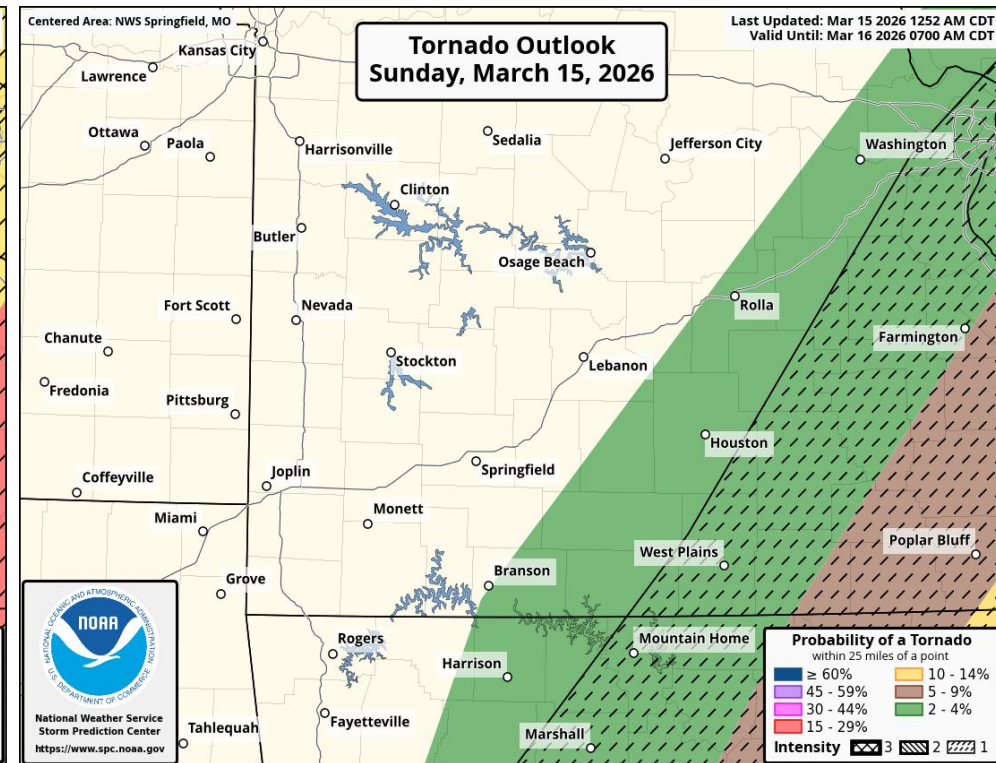 Centered Area: NWS Springfield, MO
Last Updated: Mar 15 2026 1252 AM CDT
Valid Until: Mar 16 2026 0700 AM CDT
Tornado Outlook
Sunday, March 15, 2026
Kansas City
Lawrence
Ottawa
Paola
Harrisonville
Sedalia
Jefferson City
Washington
Clinton
Butler
Osage Beach
Fort Scott
Nevada
Rolla
Chanute
Farmington
Stockton
Lebanon
Fredonia
Pittsburg
Houston
Coffeyville
Joplin
Springfield
Miami
Monett
West Plains
Poplar Bluff
Grove
Branson
Rogers
Harrison
Mountain Home
Tahlequah
Fayetteville
Marshall
NATIONAL OCEANIC AND ATMOSPHERIC ADMINISTRATION
NOAA
U.S. DEPARTMENT OF COMMERCE
National Weather Service
Storm Prediction Center
https://www.spc.noaa.gov
Probability of a Tornado
within 25 miles of a point
≥ 60%
45 - 59%
30 - 44%
15 - 29%
10 - 14%
5 - 9%
2 - 4%
Intensity 3 2 1